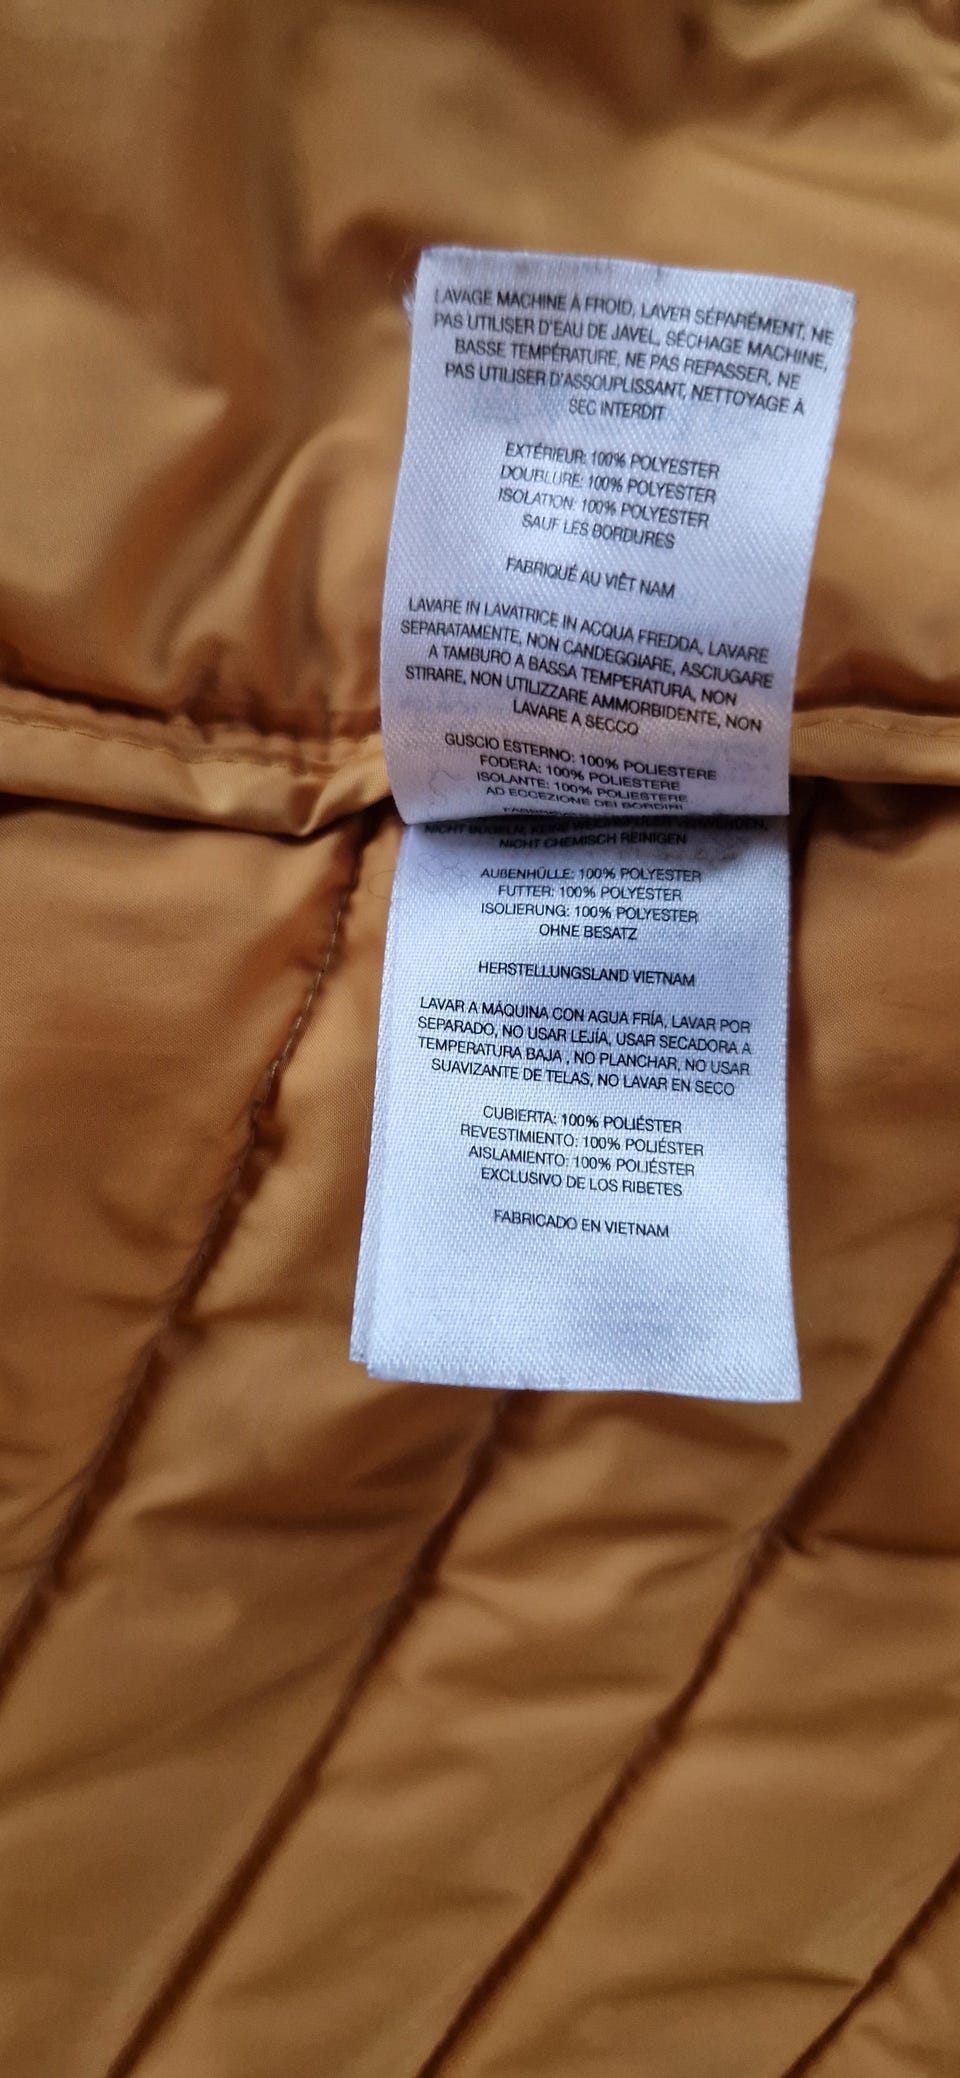 LAVAGE MACHINE À FROID, LAVER SÉPARÉMENT, NE
PAS UTILISER D'EAU DE JAVEL, SÉCHAGE MACHINE,
BASSE TEMPÉRATURE, NE PAS REPASSER, NE
PAS UTILISER D'ASSOUPLISSANT, NETTOYAGE À
SEC INTERDIT
EXTÉRIEUR: 100% POLYESTER
DOUBLURE: 100% POLYESTER
ISOLATION: 100% POLYESTER
SAUF LES BORDURES
FABRIQUÉ AU VIÊT NAM
LAVARE IN LAVATRICE IN ACQUA FREDDA, LAVARE
SEPARATAMENTE, NON CANDEGGIARE, ASCIUGARE
A TAMBURO A BASSA TEMPERATURA, NON
STIRARE, NON UTILIZZARE AMMORBIDENTE, NON
LAVARE A SECCO
GUSCIO ESTERNO: 100% POLIESTERE
FODERA: 100% POLIESTERE
ISOLANTE: 100% POLIESTERE
AD ECCEZIONE DEI BORDINI
NICHT BÜGELN, KEINE WEICHSPÜLER VERWENDEN,
NICHT CHEMISCH REINIGEN
AUßENHÜLLE: 100% POLYESTER
FUTTER: 100% POLYESTER
ISOLIERUNG: 100% POLYESTER
OHNE BESATZ
HERSTELLUNGSLAND VIETNAM
LAVAR A MÁQUINA CON AGUA FRÍA, LAVAR POR
SEPARADO, NO USAR LEJÍA, USAR SECADORA A
TEMPERATURA BAJA , NO PLANCHAR, NO USAR
SUAVIZANTE DE TELAS, NO LAVAR EN SECO
CUBIERTA: 100% POLIÉSTER
REVESTIMIENTO: 100% POLIÉSTER
AISLAMIENTO: 100% POLIÉSTER
EXCLUSIVO DE LOS RIBETES
FABRICADO EN VIETNAM